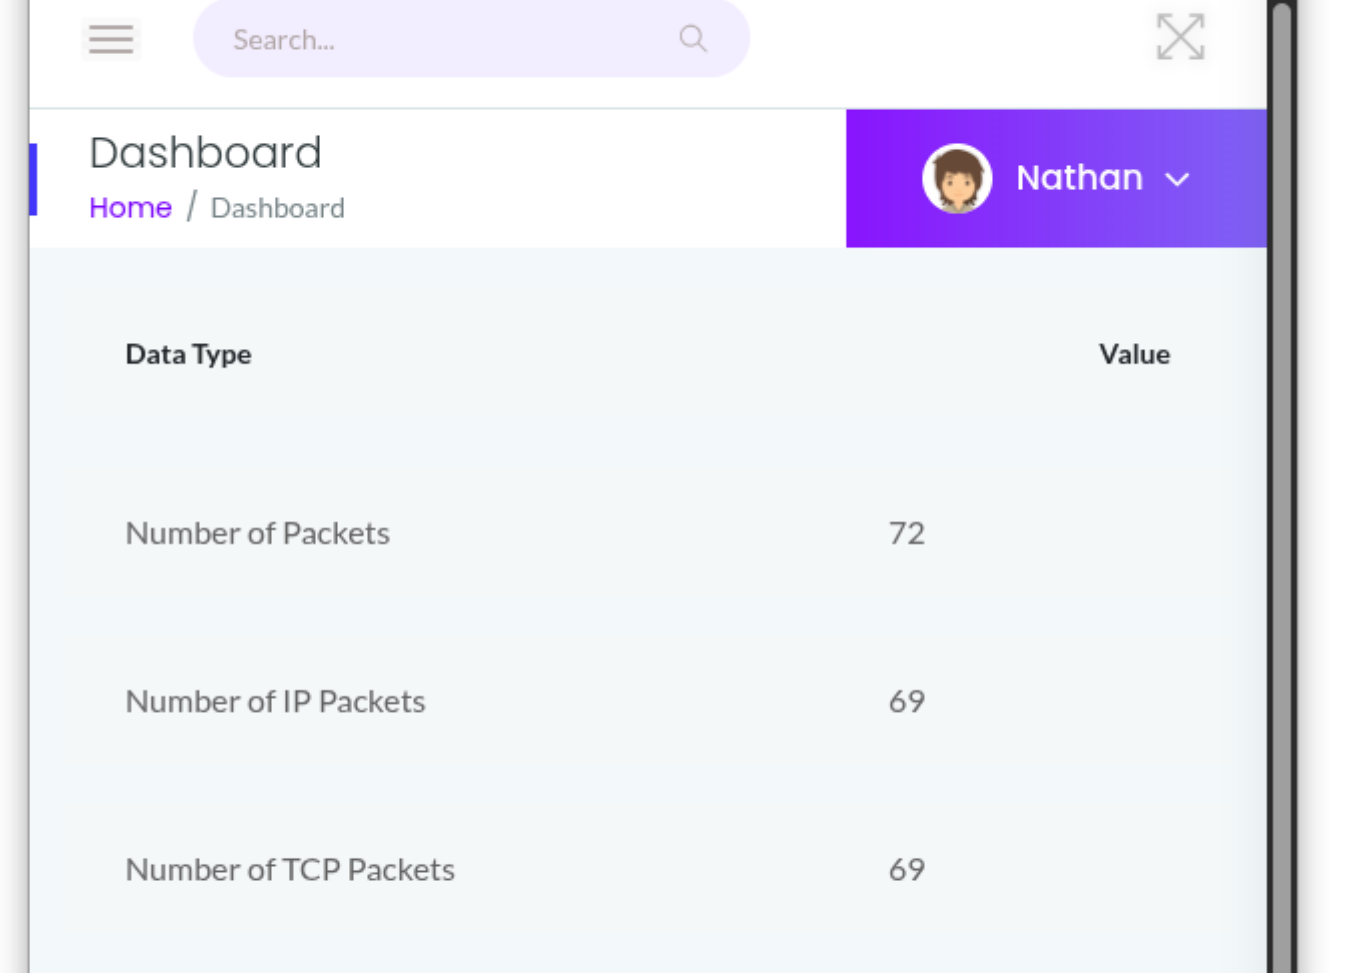 Search...
Dashboard
Home / Dashboard
Nathan
Data Type Value
Number of Packets 72
Number of IP Packets 69
Number of TCP Packets 69